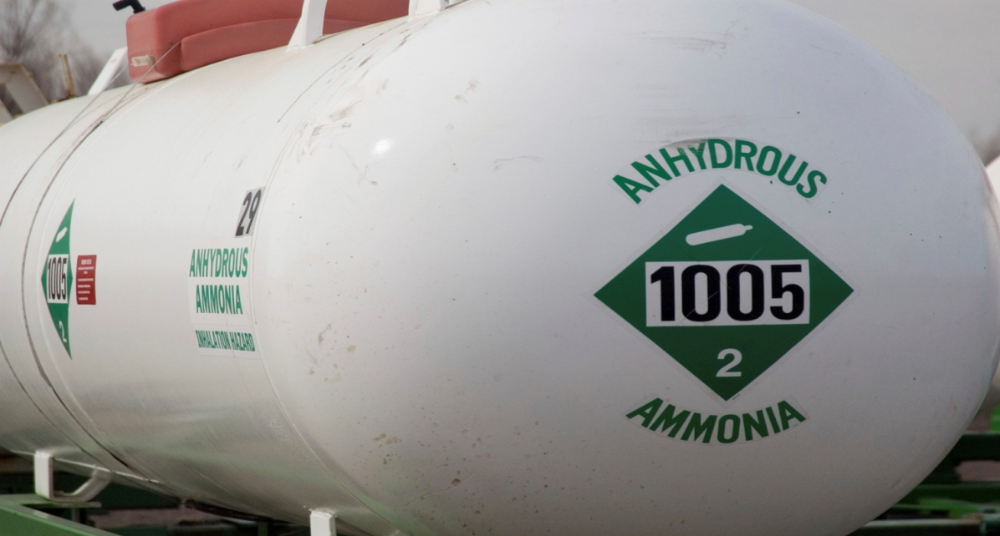 29
ANHYDROUS
AMMONIA
INHALATION HAZARD
1005
2
ANHYDROUS
1005
2
AMMONIA